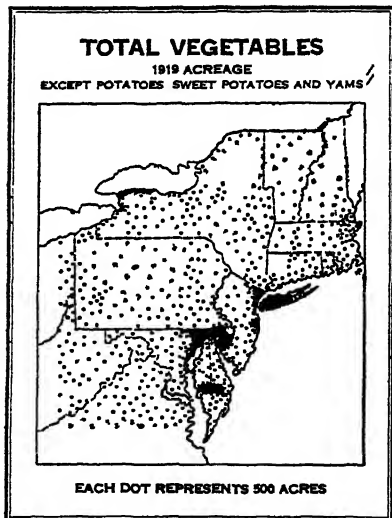 TOTAL VEGETABLES
1919 ACREAGE
EXCEPT POTATOES SWEET POTATOES AND YAMS
EACH DOT REPRESENTS 500 ACRES